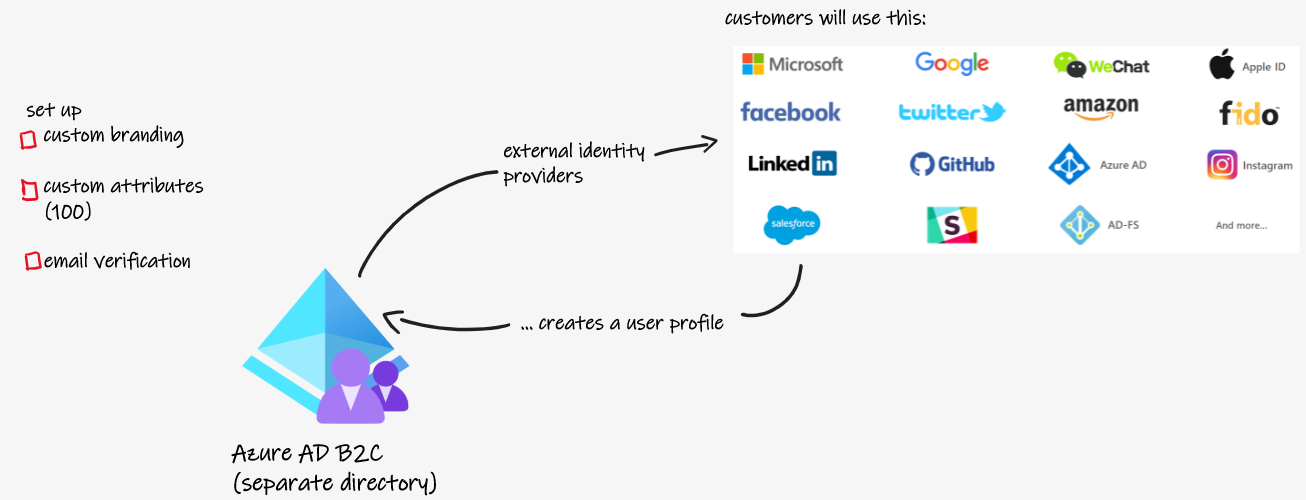 customers will use this:
Microsoft
Google
WeChat
Apple ID
facebook
twitter
amazon
fido
Linked in
GitHub
Azure AD
Instagram
salesforce
S
AD-FS
And more...
set up
custom branding
custom attributes
(100)
email verification
external identity
providers
... creates a user profile
Azure AD B2C
(separate directory)